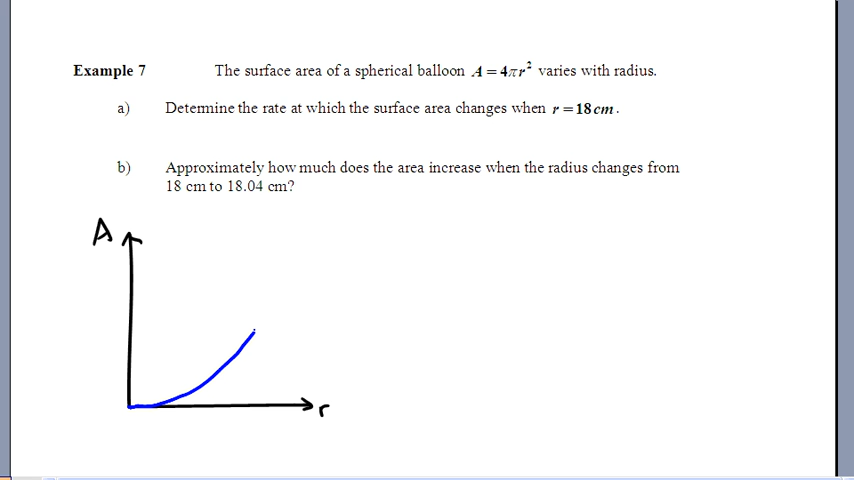 Example 7 The surface area of a spherical balloon A = 4πr² varies with radius.
a) Determine the rate at which the surface area changes when r = 18 cm.
b) Approximately how much does the area increase when the radius changes from
18 cm to 18.04 cm?
A
r